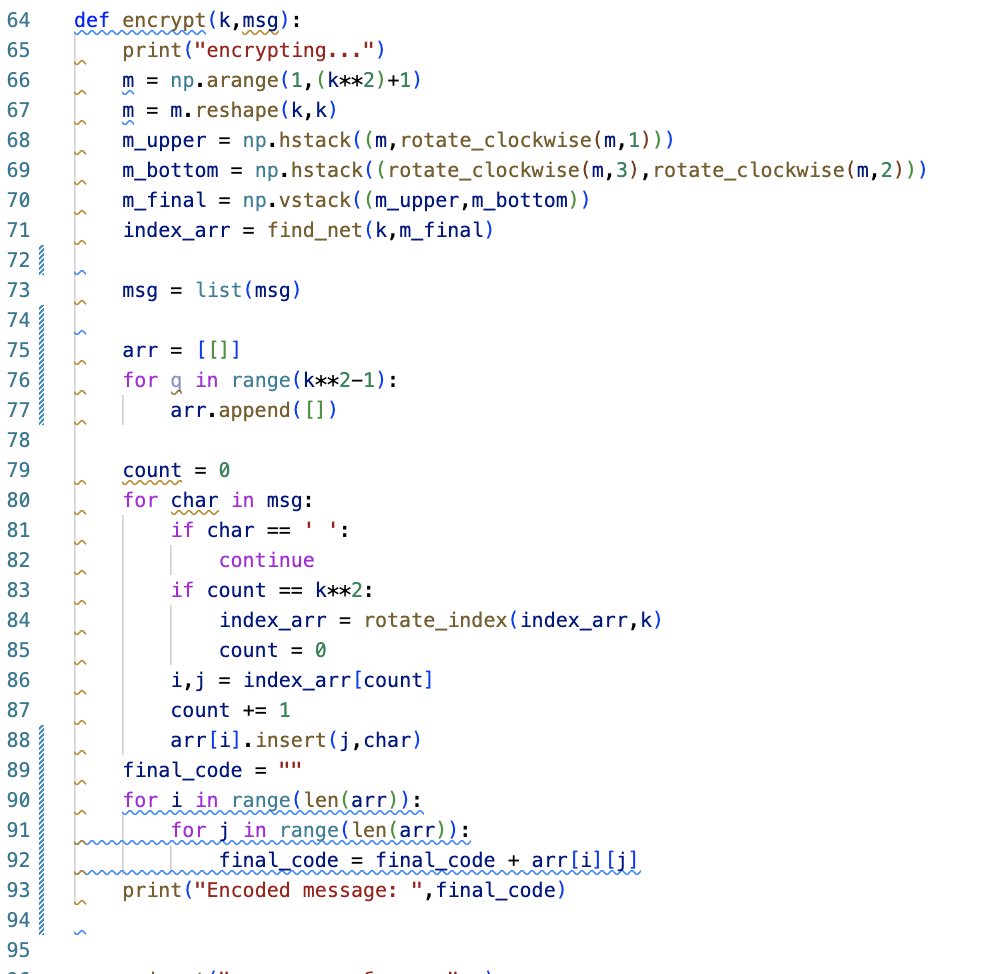 64 def encrypt(k,msg):
65 print("encrypting...")
66 m = np.arange(1,(k**2)+1)
67 m = m.reshape(k,k)
68 m_upper = np.hstack((m,rotate_clockwise(m,1)))
69 m_bottom = np.hstack((rotate_clockwise(m,3),rotate_clockwise(m,2)))
70 m_final = np.vstack((m_upper,m_bottom))
71 index_arr = find_net(k,m_final)
72
73 msg = list(msg)
74
75 arr = [[]]
76 for q in range(k**2-1):
77 arr.append([])
78
79 count = 0
80 for char in msg:
81 if char == ' ':
82 continue
83 if count == k**2:
84 index_arr = rotate_index(index_arr,k)
85 count = 0
86 i,j = index_arr[count]
87 count += 1
88 arr[i].insert(j,char)
89 final_code = ""
90 for i in range(len(arr)):
91 for j in range(len(arr)):
92 final_code = final_code + arr[i][j]
93 print("Encoded message: ",final_code)
94
95